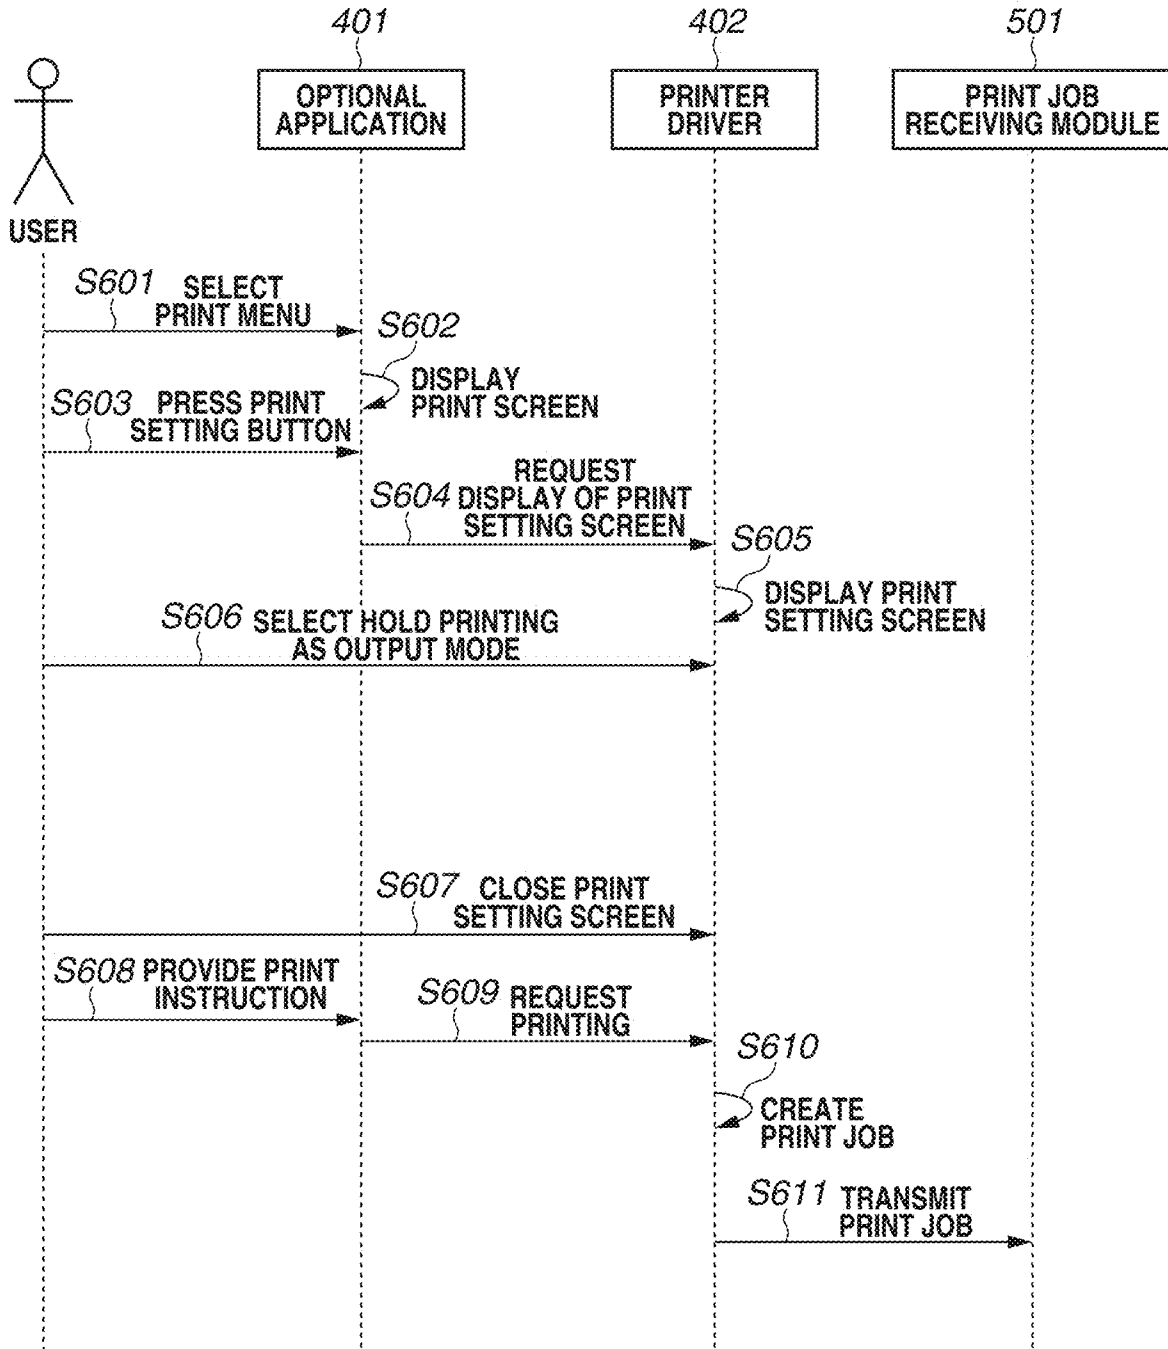 401
402
501
OPTIONAL
APPLICATION
PRINTER
DRIVER
PRINT JOB
RECEIVING MODULE
USER
S601
SELECT
PRINT MENU
S602
DISPLAY
PRINT SCREEN
S603
PRESS PRINT
SETTING BUTTON
S604
REQUEST
DISPLAY OF PRINT
SETTING SCREEN
S605
DISPLAY PRINT
SETTING SCREEN
S606
SELECT HOLD PRINTING
AS OUTPUT MODE
S607
CLOSE PRINT
SETTING SCREEN
S608
PROVIDE PRINT
INSTRUCTION
S609
REQUEST
PRINTING
S610
CREATE
PRINT JOB
S611
TRANSMIT
PRINT JOB